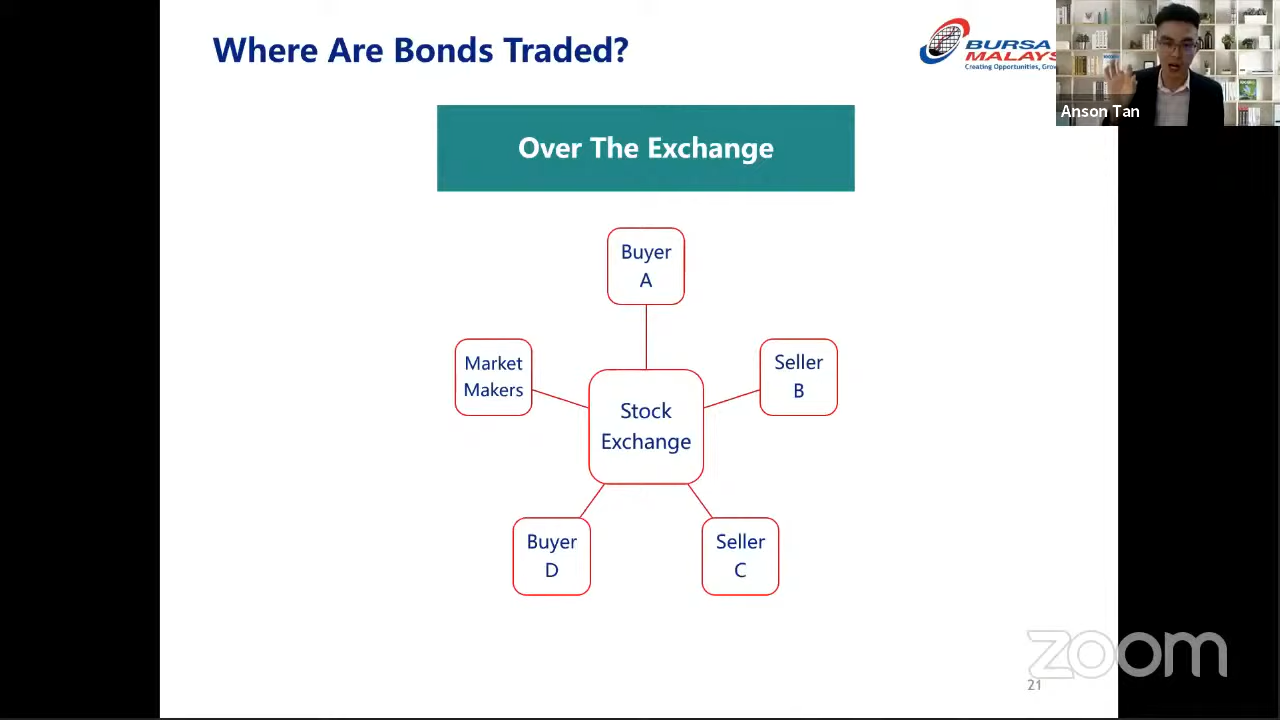 Where Are Bonds Traded?
BURSA
MALAYS
Creating Opportunities, Grow
Anson Tan
Over The Exchange
Buyer
A
Market
Makers
Seller
B
Stock
Exchange
Buyer
D
Seller
C
zoom
21